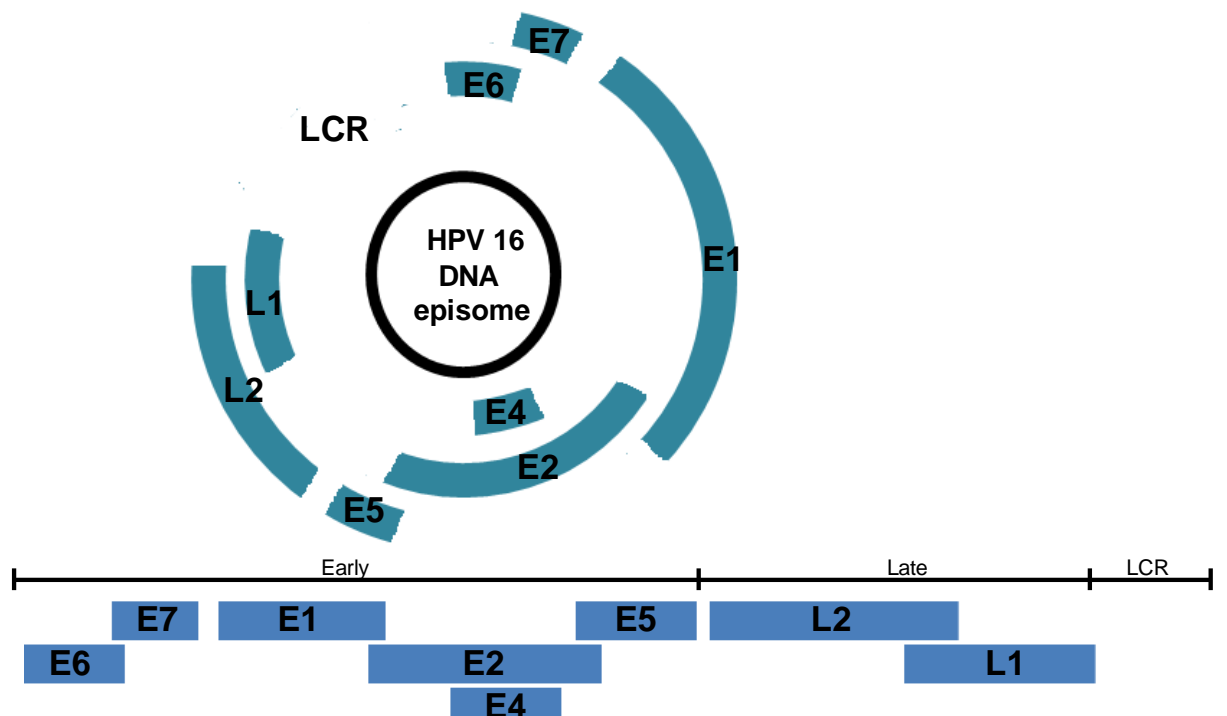 E7
E6
LCR
HPV 16
DNA
episome
E1
L1
L2
E4
E2
E5
Early Late LCR
E7 E1 E5 L2
E6 E2 L1
E4